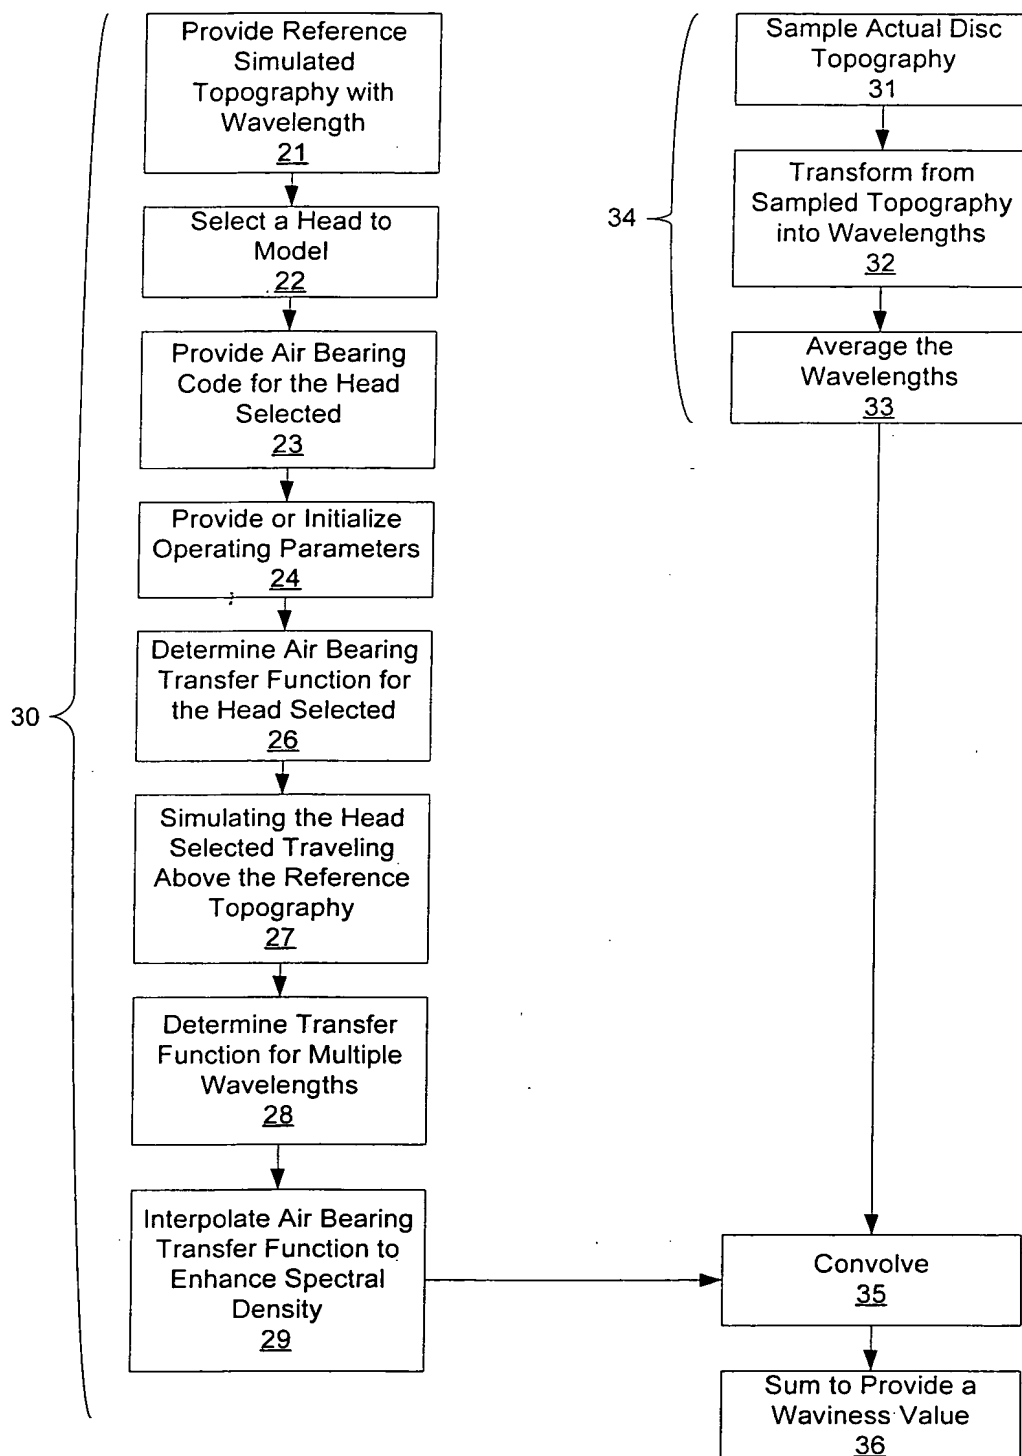 Provide Reference
Simulated
Topography with
Wavelength
21
Select a Head to
Model
22
Provide Air Bearing
Code for the Head
Selected
23
Provide or Initialize
Operating Parameters
24
Determine Air Bearing
Transfer Function for
the Head Selected
26
Simulating the Head
Selected Traveling
Above the Reference
Topography
27
Determine Transfer
Function for Multiple
Wavelengths
28
Interpolate Air Bearing
Transfer Function to
Enhance Spectral
Density
29
30
Sample Actual Disc
Topography
31
Transform from
Sampled Topography
into Wavelengths
32
Average the
Wavelengths
33
34
Convolve
35
Sum to Provide a
Waviness Value
36